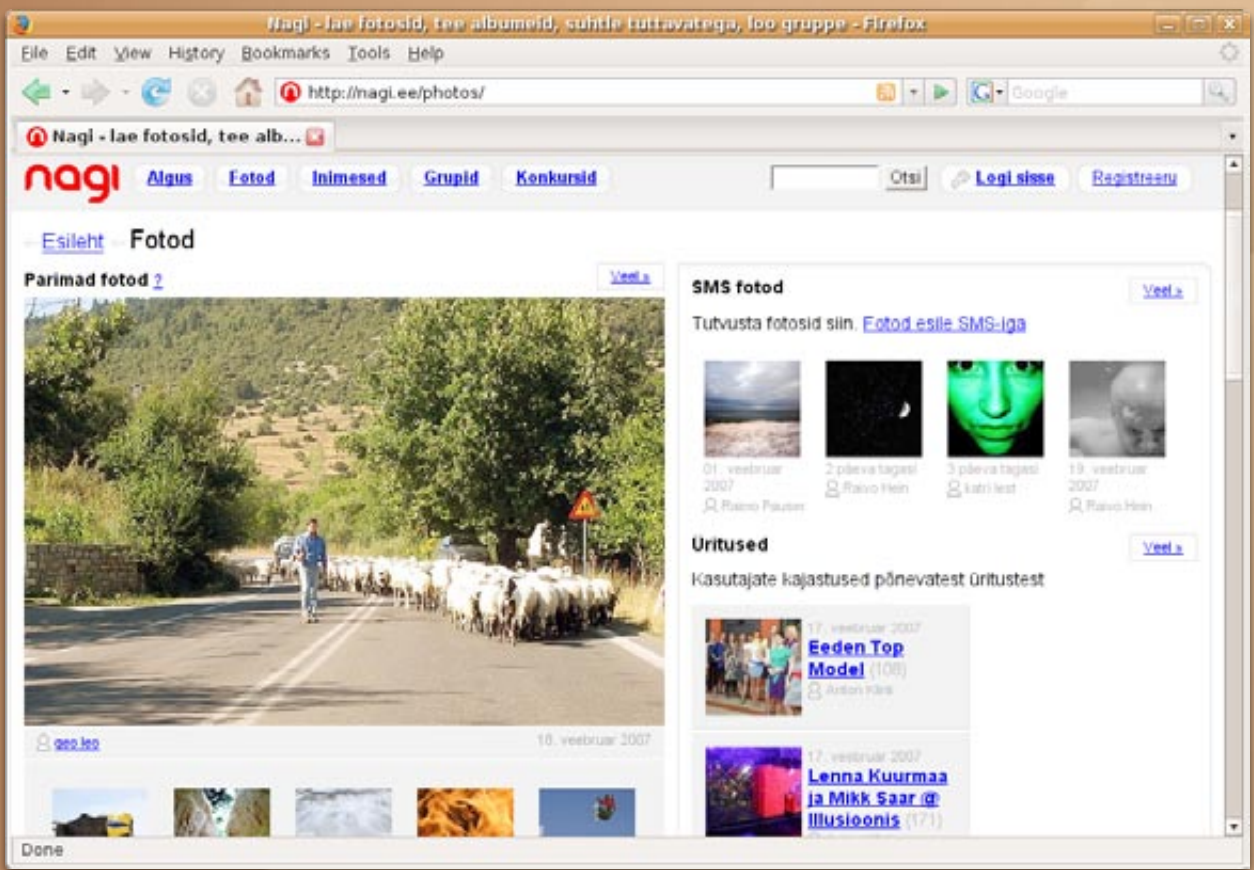 Nagi - lae fotosid, tee albumeid, suhtle tuttavatega, loo gruppe - Firefox
File Edit View History Bookmarks Tools Help
http://nagi.ee/photos/
Google
Nagi - lae fotosid, tee alb...
nagi Algus Fotod Inimesed Grupid Konkursid Otsi Logi sisse Registreeru
Esileht Fotod
Parimad fotod ? Veel »
geo leo 18. veebruar 2007
SMS fotod Veel »
Tutvusta fotosid siin. Fotod esile SMS-iga
01. veebruar 2007
Raino Pauser
2 päeva tagasi
Raivo Hein
3 päeva tagasi
katri lest
19. veebruar 2007
Raivo Hein
Üritused Veel »
Kasutajate kajastused põnevatest üritustest
17. veebruar 2007
Eeden Top
Model (108)
Anton Klink
17. veebruar 2007
Lenna Kuurmaa
ja Mikk Saar @
Illusioonis (171)
Done